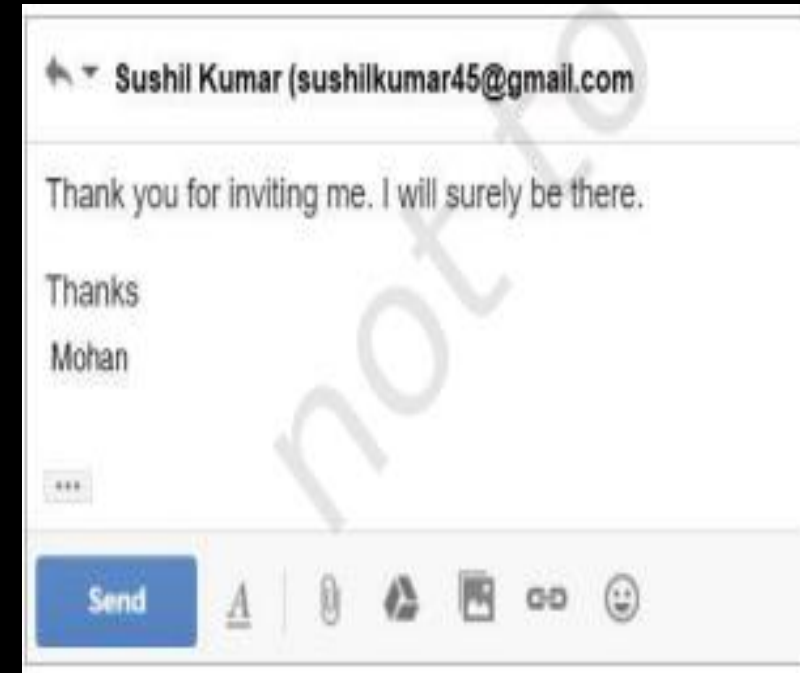 Sushil Kumar (sushilkumar45@gmail.com
Thank you for inviting me. I will surely be there.
Thanks
Mohan
Send
A
not to